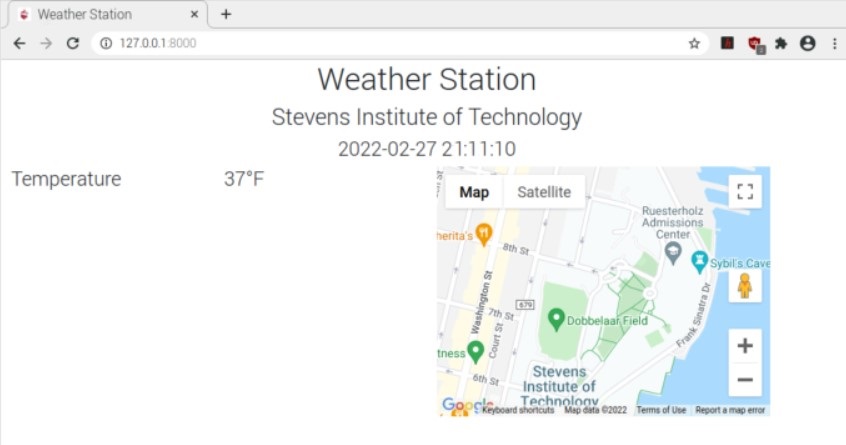 Weather Station
127.0.0.1:8000
Weather Station
Stevens Institute of Technology
2022-02-27 21:11:10
Temperature 37°F
Map Satellite
Ruesterholz
Admissions
Center
herita's
8th St
Sybil's Cave
Washington St
679
7th St
Court St
Dobbelaar Field
Frank Sinatra Dr
tness
6th St
Stevens
Institute of
Technology
Google
Keyboard shortcuts Map data ©2022 Terms of Use Report a map error